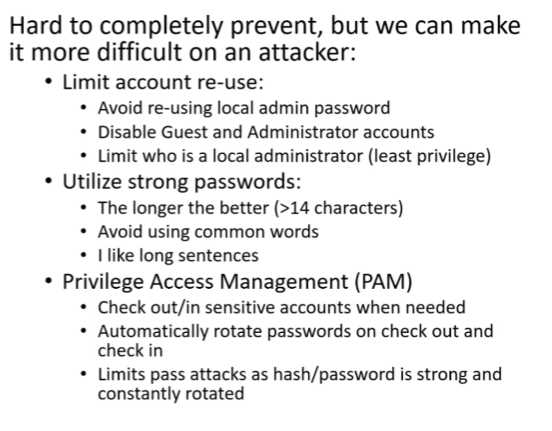 Hard to completely prevent, but we can make
it more difficult on an attacker:
• Limit account re-use:
• Avoid re-using local admin password
• Disable Guest and Administrator accounts
• Limit who is a local administrator (least privilege)
• Utilize strong passwords:
• The longer the better (>14 characters)
• Avoid using common words
• I like long sentences
• Privilege Access Management (PAM)
• Check out/in sensitive accounts when needed
• Automatically rotate passwords on check out and
check in
• Limits pass attacks as hash/password is strong and
constantly rotated